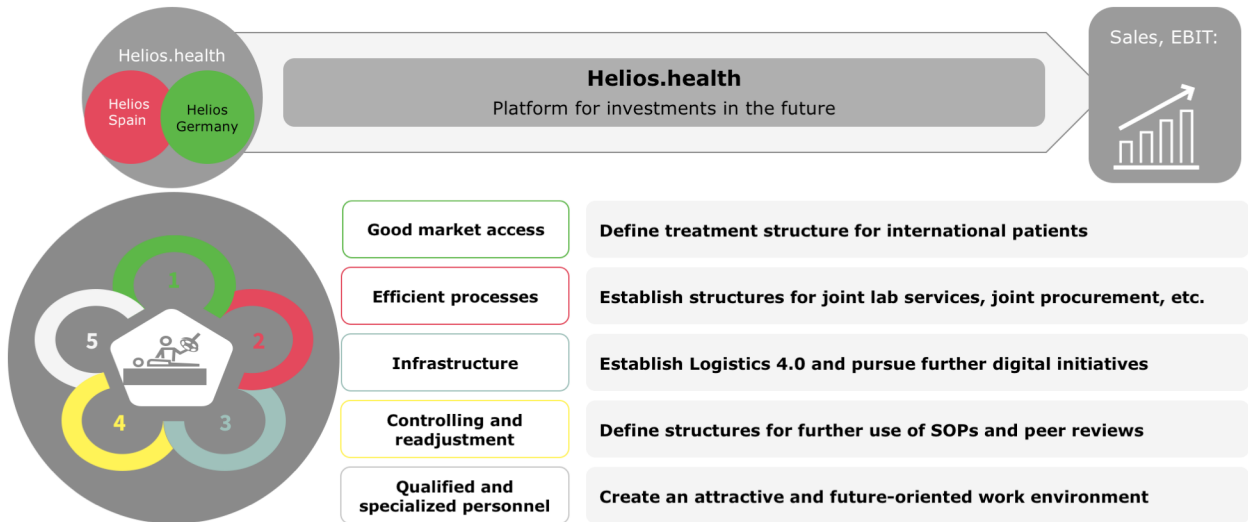 Helios.health
Helios
Spain
Helios
Germany
Helios.health
Platform for investments in the future
Sales, EBIT:
1
2
3
4
5
Good market access
Define treatment structure for international patients
Efficient processes
Establish structures for joint lab services, joint procurement, etc.
Infrastructure
Establish Logistics 4.0 and pursue further digital initiatives
Controlling and
readjustment
Define structures for further use of SOPs and peer reviews
Qualified and
specialized personnel
Create an attractive and future-oriented work environment